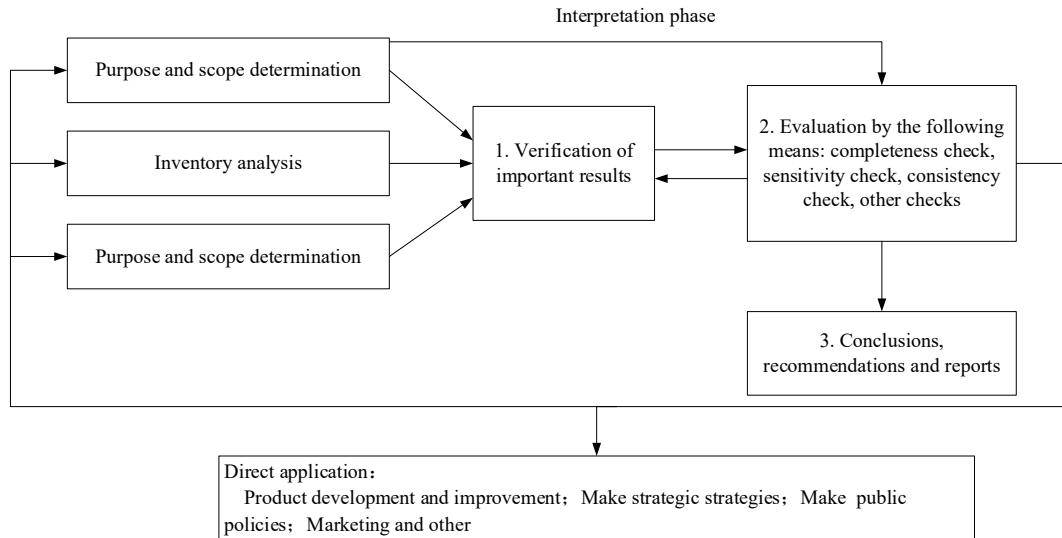 Interpretation phase
Purpose and scope determination
Inventory analysis
Purpose and scope determination
1. Verification of
important results
2. Evaluation by the following
means: completeness check,
sensitivity check, consistency
check, other checks
3. Conclusions,
recommendations and reports
Direct application：
Product development and improvement；Make strategic strategies；Make public
policies；Marketing and other